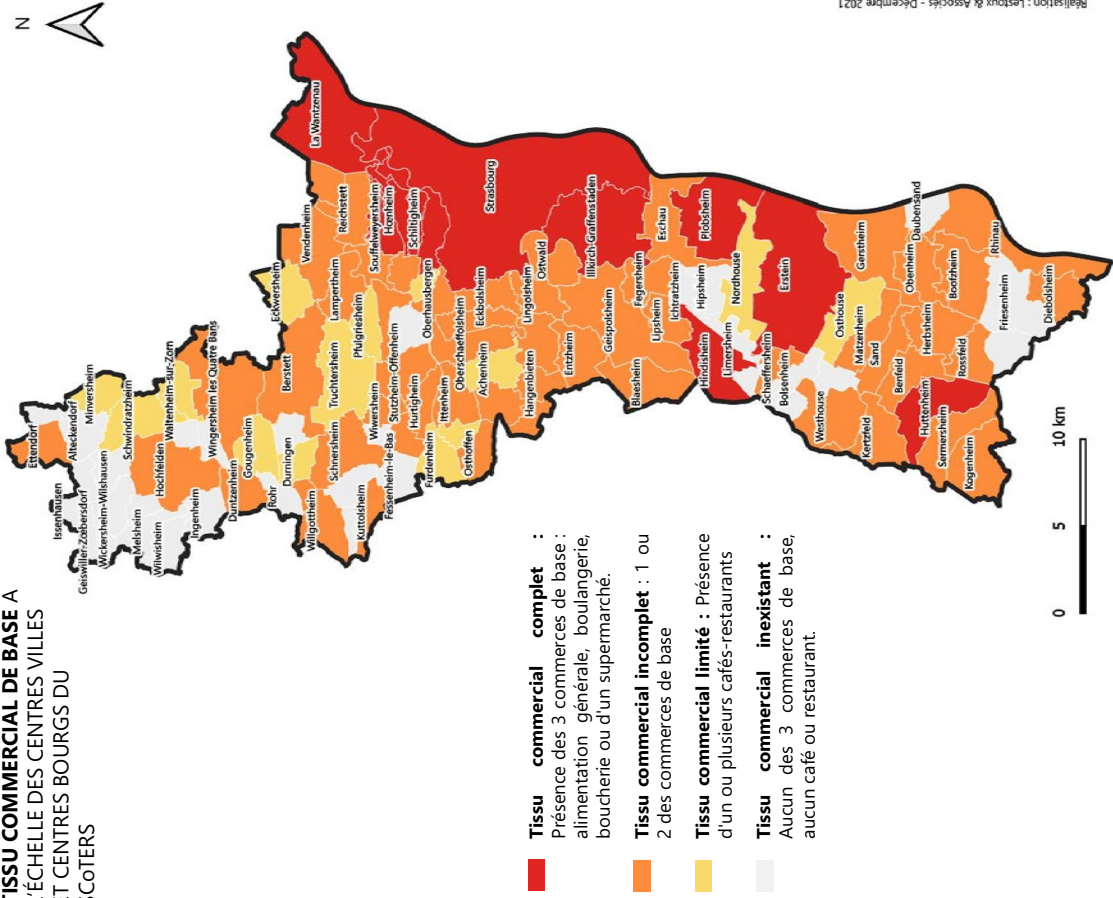 TISSU COMMERCIAL DE BASE A
L'ÉCHELLE DES CENTRES VILLES
ET CENTRES BOURGS DU
SCoTERS
Tissu commercial complet :
Présence des 3 commerces de base :
alimentation générale, boulangerie,
boucherie ou d'un supermarché.
Tissu commercial incomplet : 1 ou
2 des commerces de base
Tissu commercial limité : Présence
d'un ou plusieurs cafés-restaurants
Tissu commercial inexistant :
Aucun des 3 commerces de base,
aucun café ou restaurant.
N
Issenhausen
Ettendorf
Geiswiller-Zœbersdorf
Alteckendorf
Minversheim
Wickersheim-Wilshausen
Schwindratzheim
Melsheim
Hochfelden
Waltenheim-sur-Zorn
Wilwisheim
Ingenheim
Wingersheim les Quatre Bans
Duntzenheim
Gougenheim
Rohr
Durningen
Berstett
Eckwersheim
Vendenheim
La Wantzenau
Willgottheim
Schnersheim
Truchtersheim
Lampertheim
Reichstett
Pfulgriesheim
Kuttolsheim
Wiwersheim
Souffelweyersheim
Hœnheim
Fessenheim-le-Bas
Stutzheim-Offenheim
Schiltigheim
Hurtigheim
Oberhausbergen
Furdenheim
Ittenheim
Oberschaeffolsheim
Osthoffen
Achenheim
Eckbolsheim
Strasbourg
Hangenbieten
Lingolsheim
Ostwald
Entzheim
Illkirch-Graffenstaden
Geispolsheim
Blaesheim
Fegersheim
Eschau
Lipsheim
Ichtratzheim
Plobsheim
Hindisheim
Hipsheim
Limersheim
Nordhouse
Schaeffersheim
Bolsenheim
Erstein
Westhouse
Osthouse
Matzenheim
Gerstheim
Kertzfeld
Sand
Benfeld
Obenheim
Daubensand
Huttenheim
Herbsheim
Boofzheim
Sermersheim
Rossfeld
Rhinau
Kogenheim
Friesenheim
Diebolsheim
0 5 10 km
Réalisation : Lestoux & Associés - Décembre 2021